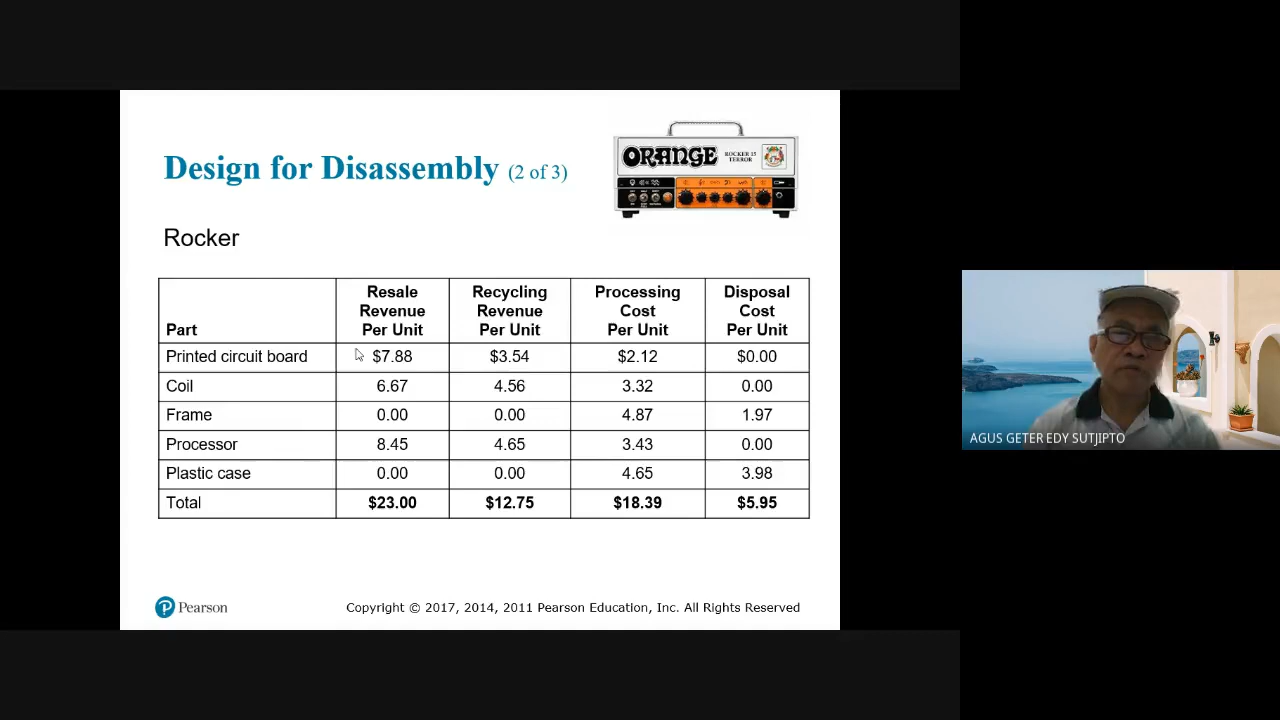 Design for Disassembly (2 of 3)
ORANGE
ROCKER 15
TERROR
Rocker
Part | Resale Revenue Per Unit | Recycling Revenue Per Unit | Processing Cost Per Unit | Disposal Cost Per Unit
Printed circuit board | $7.88 | $3.54 | $2.12 | $0.00
Coil | 6.67 | 4.56 | 3.32 | 0.00
Frame | 0.00 | 0.00 | 4.87 | 1.97
Processor | 8.45 | 4.65 | 3.43 | 0.00
Plastic case | 0.00 | 0.00 | 4.65 | 3.98
Total | $23.00 | $12.75 | $18.39 | $5.95
Pearson
Copyright © 2017, 2014, 2011 Pearson Education, Inc. All Rights Reserved
AGUS GETER EDY SUTJIPTO